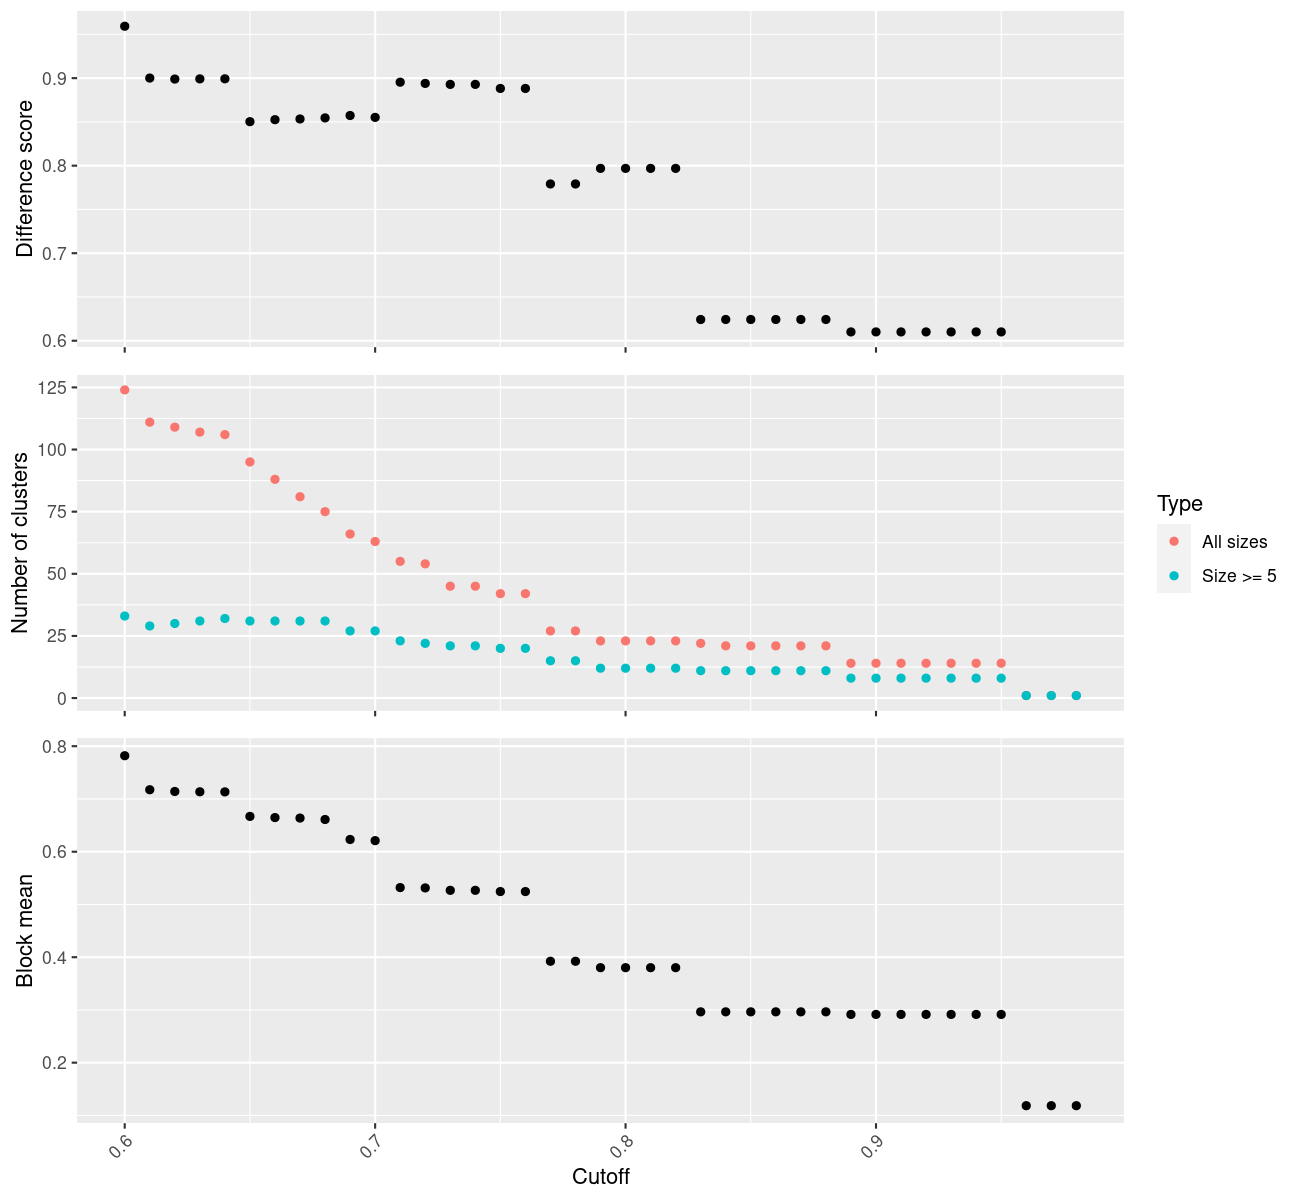 Difference score
0.9
0.8
0.7
0.6
Number of clusters
125
100
75
50
25
0
Type
All sizes
Size >= 5
Block mean
0.8
0.6
0.4
0.2
0.6
0.7
0.8
0.9
Cutoff